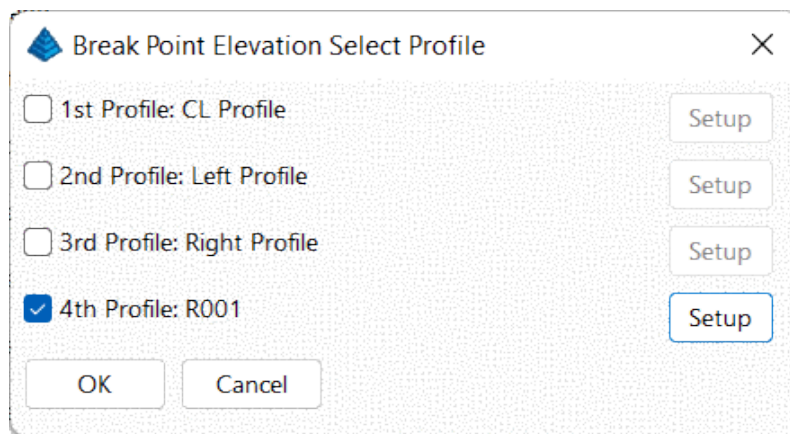 Break Point Elevation Select Profile
1st Profile: CL Profile Setup
2nd Profile: Left Profile Setup
3rd Profile: Right Profile Setup
4th Profile: R001 Setup
OK Cancel